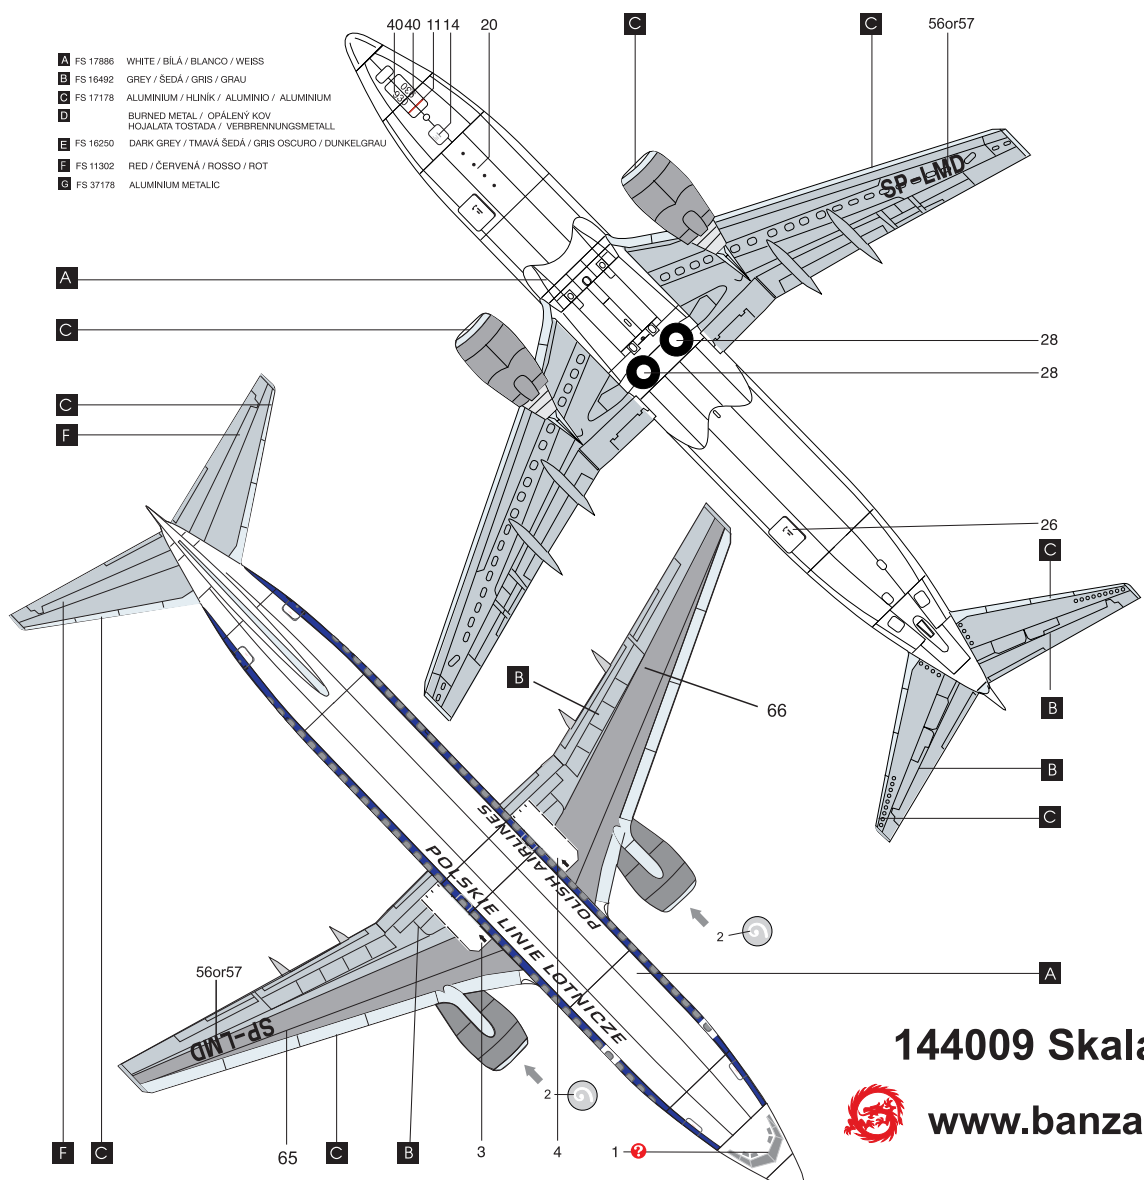 40 40 11 14 20 C C 56or57
A FS 17886 WHITE / BÍLÁ / BLANCO / WEISS
B FS 16492 GREY / ŠEDÁ / GRIS / GRAU
C FS 17178 ALUMINIUM / HLINÍK / ALUMINIO / ALUMINIUM
D BURNED METAL / OPÁLENÝ KOV
HOJALATA TOSTADA / VERBRENNUNGSMETALL
E FS 16250 DARK GREY / TMAVÁ ŠEDÁ / GRIS OSCURO / DUNKELGRAU
F FS 11302 RED / ČERVENÁ / ROSSO / ROT
G FS 37178 ALUMINIUM METALIC
030
930
SP-LMD
A
C
28
28
C
F
26
C
B
66
B
B
C
POLISH AIRLINES
POLSKIE LINIE LOTNICZE
2
A
56or57
SP-LMD
144009 Skala
2
www.banza
F C 65 C B 3 4 1 ?